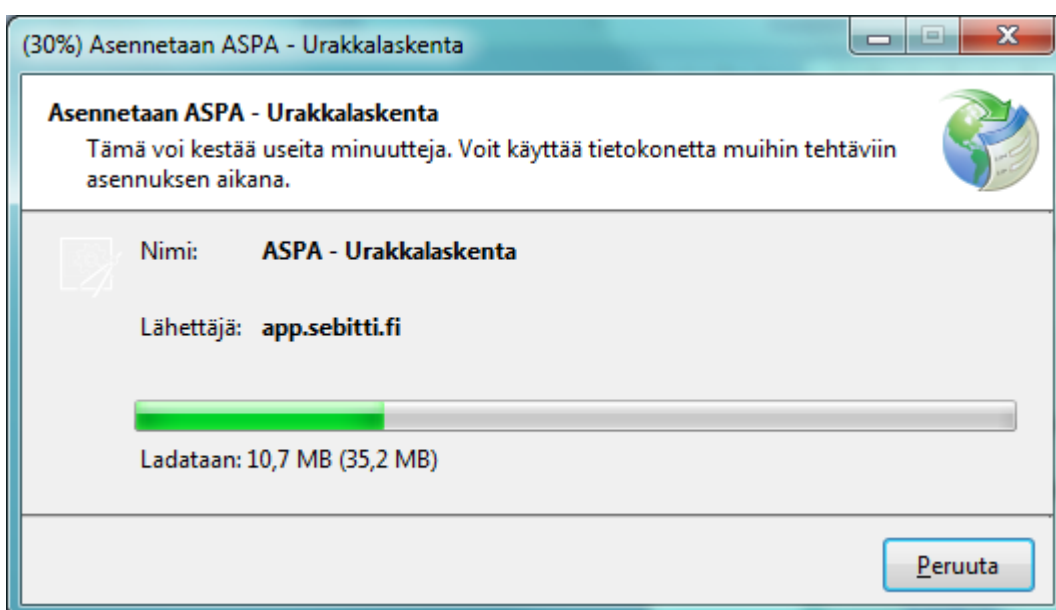 (30%) Asennetaan ASPA - Urakkalaskenta
Asennetaan ASPA - Urakkalaskenta
Tämä voi kestää useita minuutteja. Voit käyttää tietokonetta muihin tehtäviin
asennuksen aikana.
Nimi: ASPA - Urakkalaskenta
Lähettäjä: app.sebitti.fi
Ladataan: 10,7 MB (35,2 MB)
Peruuta